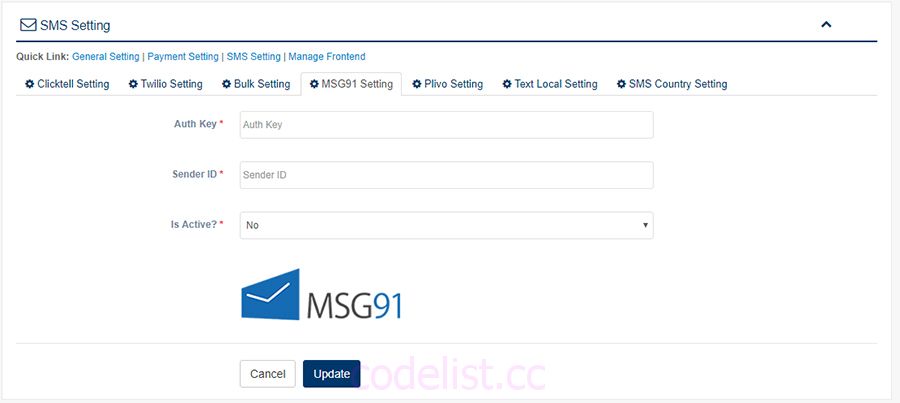 SMS Setting
Quick Link: General Setting | Payment Setting | SMS Setting | Manage Frontend
Clicktell Setting Twilio Setting Bulk Setting MSG91 Setting Plivo Setting Text Local Setting SMS Country Setting
Auth Key * Auth Key
Sender ID * Sender ID
Is Active? * No
MSG91
Cancel Update
codelist.cc